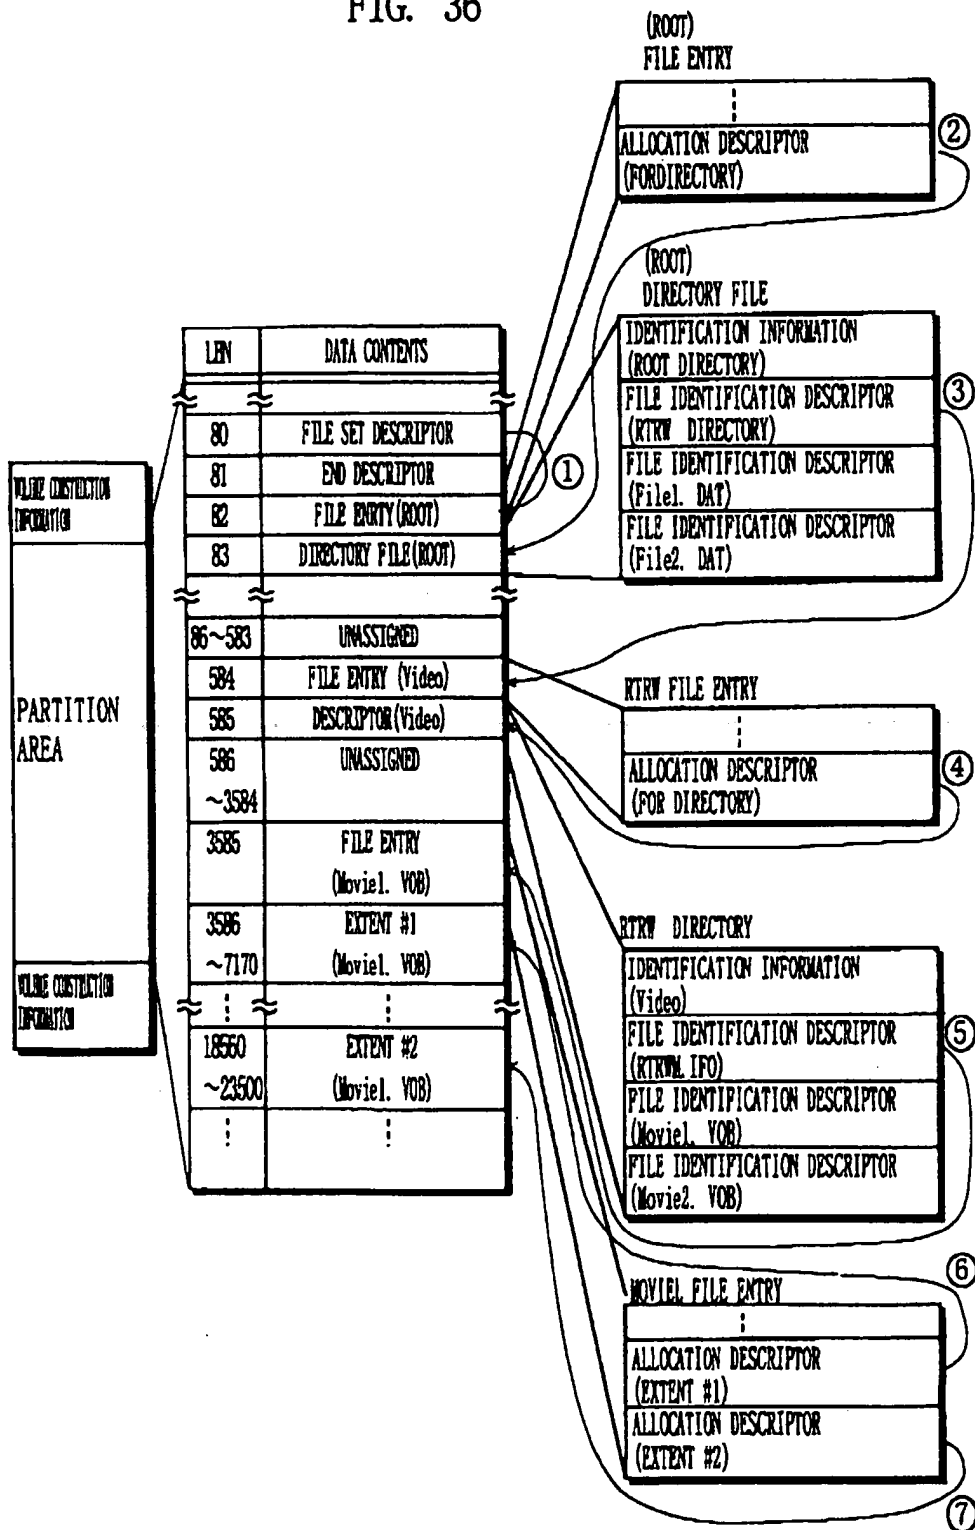 FIG. 36
(ROOT)
FILE ENTRY
ALLOCATION DESCRIPTOR
(FORDIRECTORY)
②
(ROOT)
DIRECTORY FILE
IDENTIFICATION INFORMATION
(ROOT DIRECTORY)
FILE IDENTIFICATION DESCRIPTOR
(RTRW DIRECTORY)
③
FILE IDENTIFICATION DESCRIPTOR
(File1. DAT)
FILE IDENTIFICATION DESCRIPTOR
(File2. DAT)
VOLUME CONSTRUCTION
INFORMATION
PARTITION
AREA
VOLUME CONSTRUCTION
INFORMATION
LBN DATA CONTENTS
80 FILE SET DESCRIPTOR
①
81 END DESCRIPTOR
82 FILE ENRTY(ROOT)
83 DIRECTORY FILE(ROOT)
86~583 UNASSIGNED
584 FILE ENTRY (Video)
585 DESCRIPTOR(Video)
586 UNASSIGNED
~3584
3585 FILE ENTRY
(Movie1. VOB)
3586 EXTENT #1
~7170 (Movie1. VOB)
18560 EXTENT #2
~23500 (Movie1. VOB)
RTRW FILE ENTRY
ALLOCATION DESCRIPTOR
(FOR DIRECTORY)
④
RTRW DIRECTORY
IDENTIFICATION INFORMATION
(Video)
FILE IDENTIFICATION DESCRIPTOR
(RTRWM. IFO)
⑤
FILE IDENTIFICATION DESCRIPTOR
(Movie1. VOB)
FILE IDENTIFICATION DESCRIPTOR
(Movie2. VOB)
⑥
MOVIE1 FILE ENTRY
ALLOCATION DESCRIPTOR
(EXTENT #1)
ALLOCATION DESCRIPTOR
(EXTENT #2)
⑦